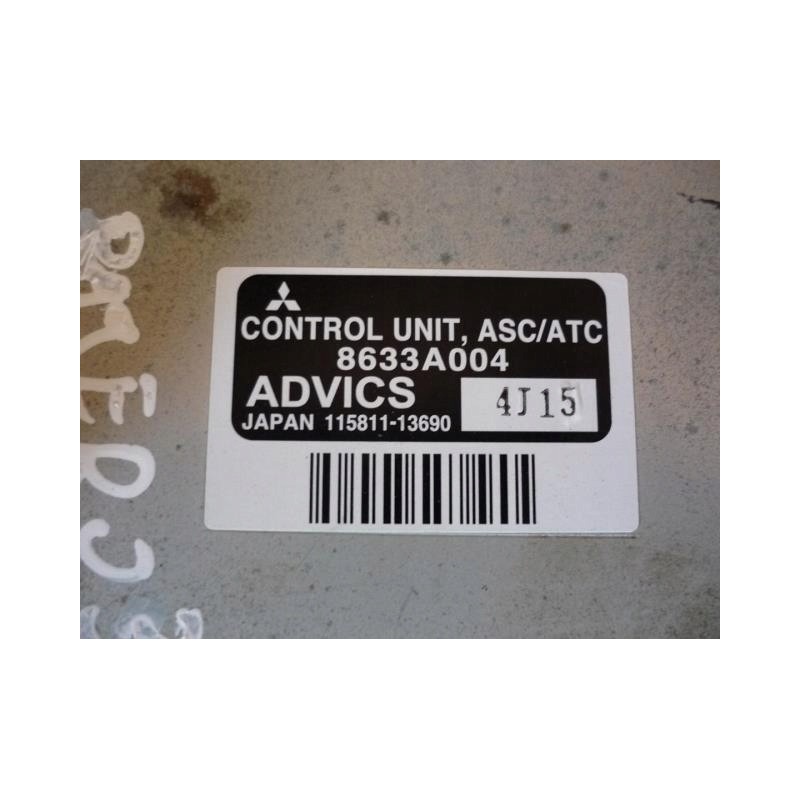 CONTROL UNIT, ASC/ATC
8633A004
ADVICS 4J15
JAPAN 115811-13690